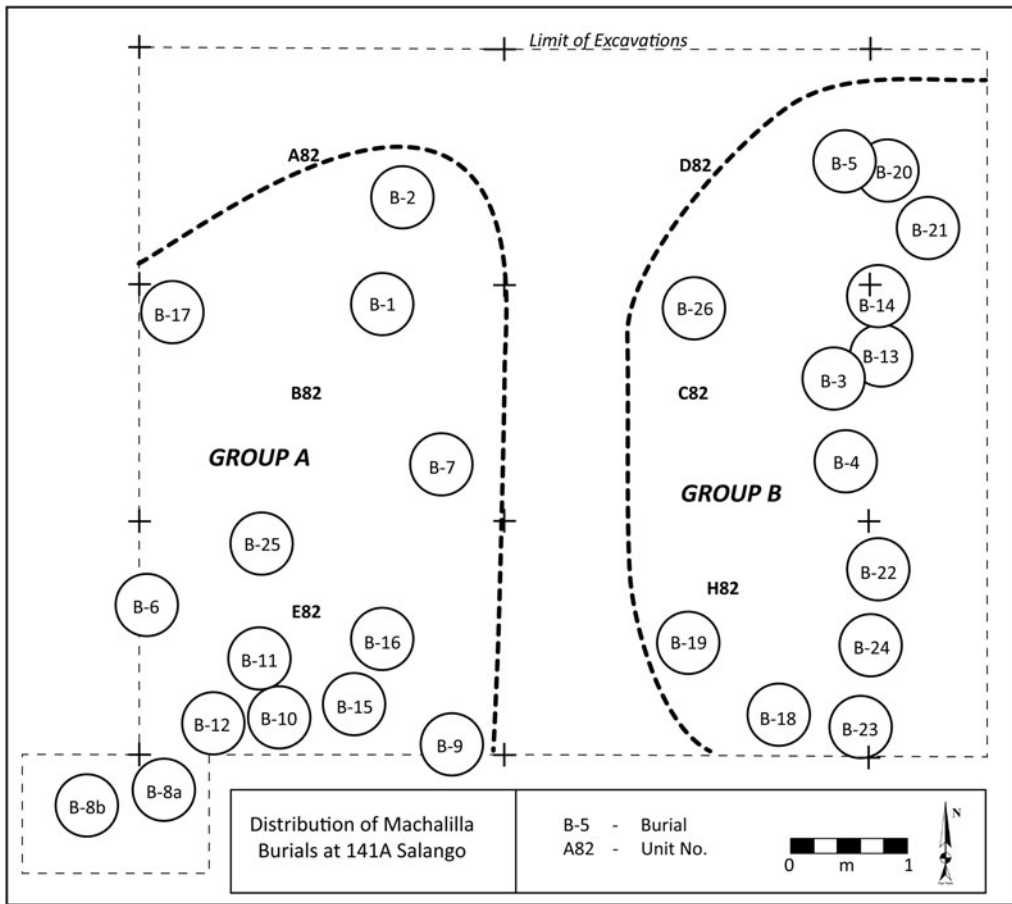 Limit of Excavations
A82
D82
B-5
B-20
B-2
B-21
B-17
B-1
B-26
B-14
B-13
B-3
B82
C82
GROUP A
B-7
B-4
GROUP B
B-25
B-22
B-6
E82
H82
B-16
B-19
B-24
B-11
B-15
B-12
B-10
B-18
B-23
B-9
B-8b
B-8a
Distribution of Machalilla
Burials at 141A Salango
B-5 - Burial
A82 - Unit No.
N
0 m 1